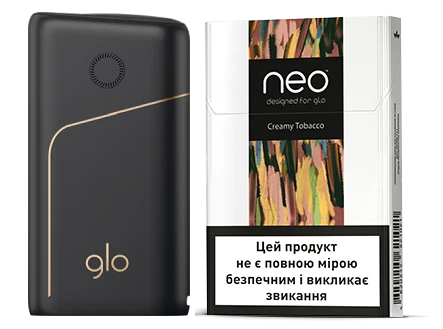 glo
neo
designed for glo
Creamy Tobacco
Цей продукт
не є повною мірою
безпечним і викликає
звикання